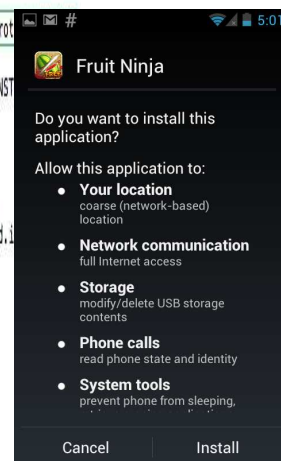 rot
# 5:01
Fruit Ninja
NST
Do you want to install this
application?
Allow this application to:
• Your location
coarse (network-based)
location
• Network communication
full Internet access
d.i
• Storage
modify/delete USB storage
contents
• Phone calls
read phone state and identity
• System tools
prevent phone from sleeping,
Cancel Install